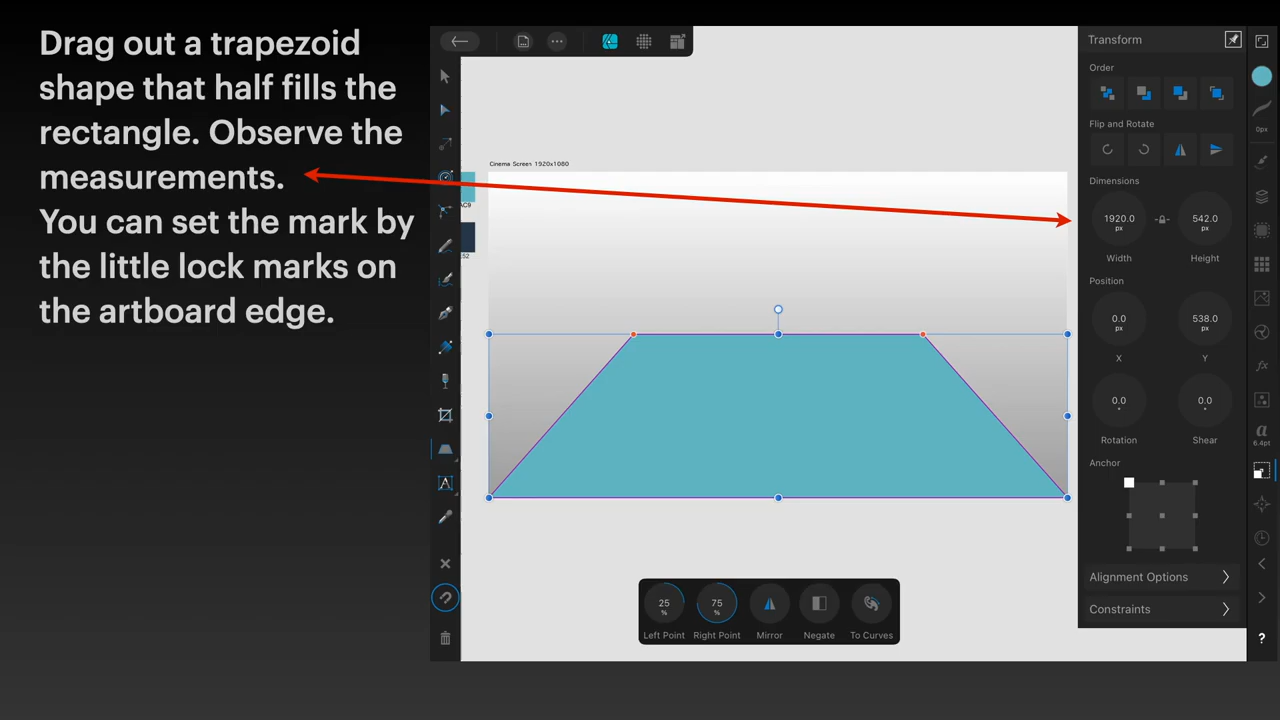 Drag out a trapezoid
shape that half fills the
rectangle. Observe the
measurements.
You can set the mark by
the little lock marks on
the artboard edge.
Transform
Order
Flip and Rotate
Dimensions
1920.0
px
542.0
px
Width
Height
Position
0.0
px
538.0
px
X
Y
0.0
°
0.0
°
Rotation
Shear
Anchor
Alignment Options
Constraints
Cinema Screen 1920x1080
AC9
E52
A
0px
fx
a
6.4pt
?
25
%
75
%
Left Point
Right Point
Mirror
Negate
To Curves